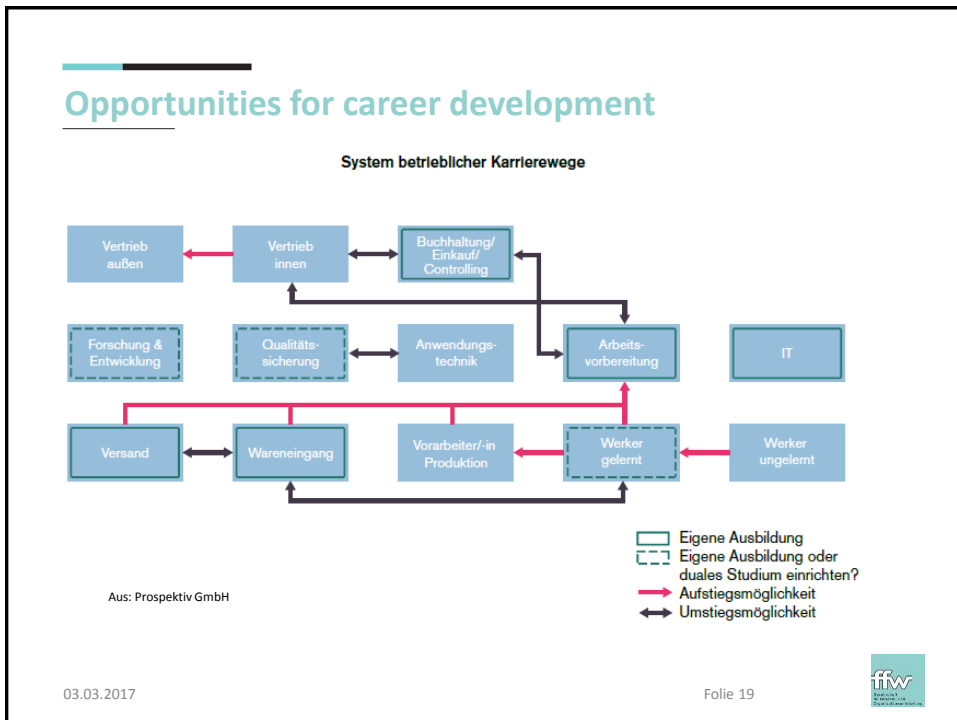 Opportunities for career development
System betrieblicher Karrierewege
Vertrieb
außen
Vertrieb
innen
Buchhaltung/
Einkauf/
Controlling
Forschung &
Entwicklung
Qualitäts-
sicherung
Anwendungs-
technik
Arbeits-
vorbereitung
IT
Versand
Wareneingang
Vorarbeiter/-in
Produktion
Werker
gelernt
Werker
ungelernt
Eigene Ausbildung
Eigene Ausbildung oder
duales Studium einrichten?
Aufstiegsmöglichkeit
Umstiegsmöglichkeit
Aus: Prospektiv GmbH
03.03.2017
Folie 19
ffw